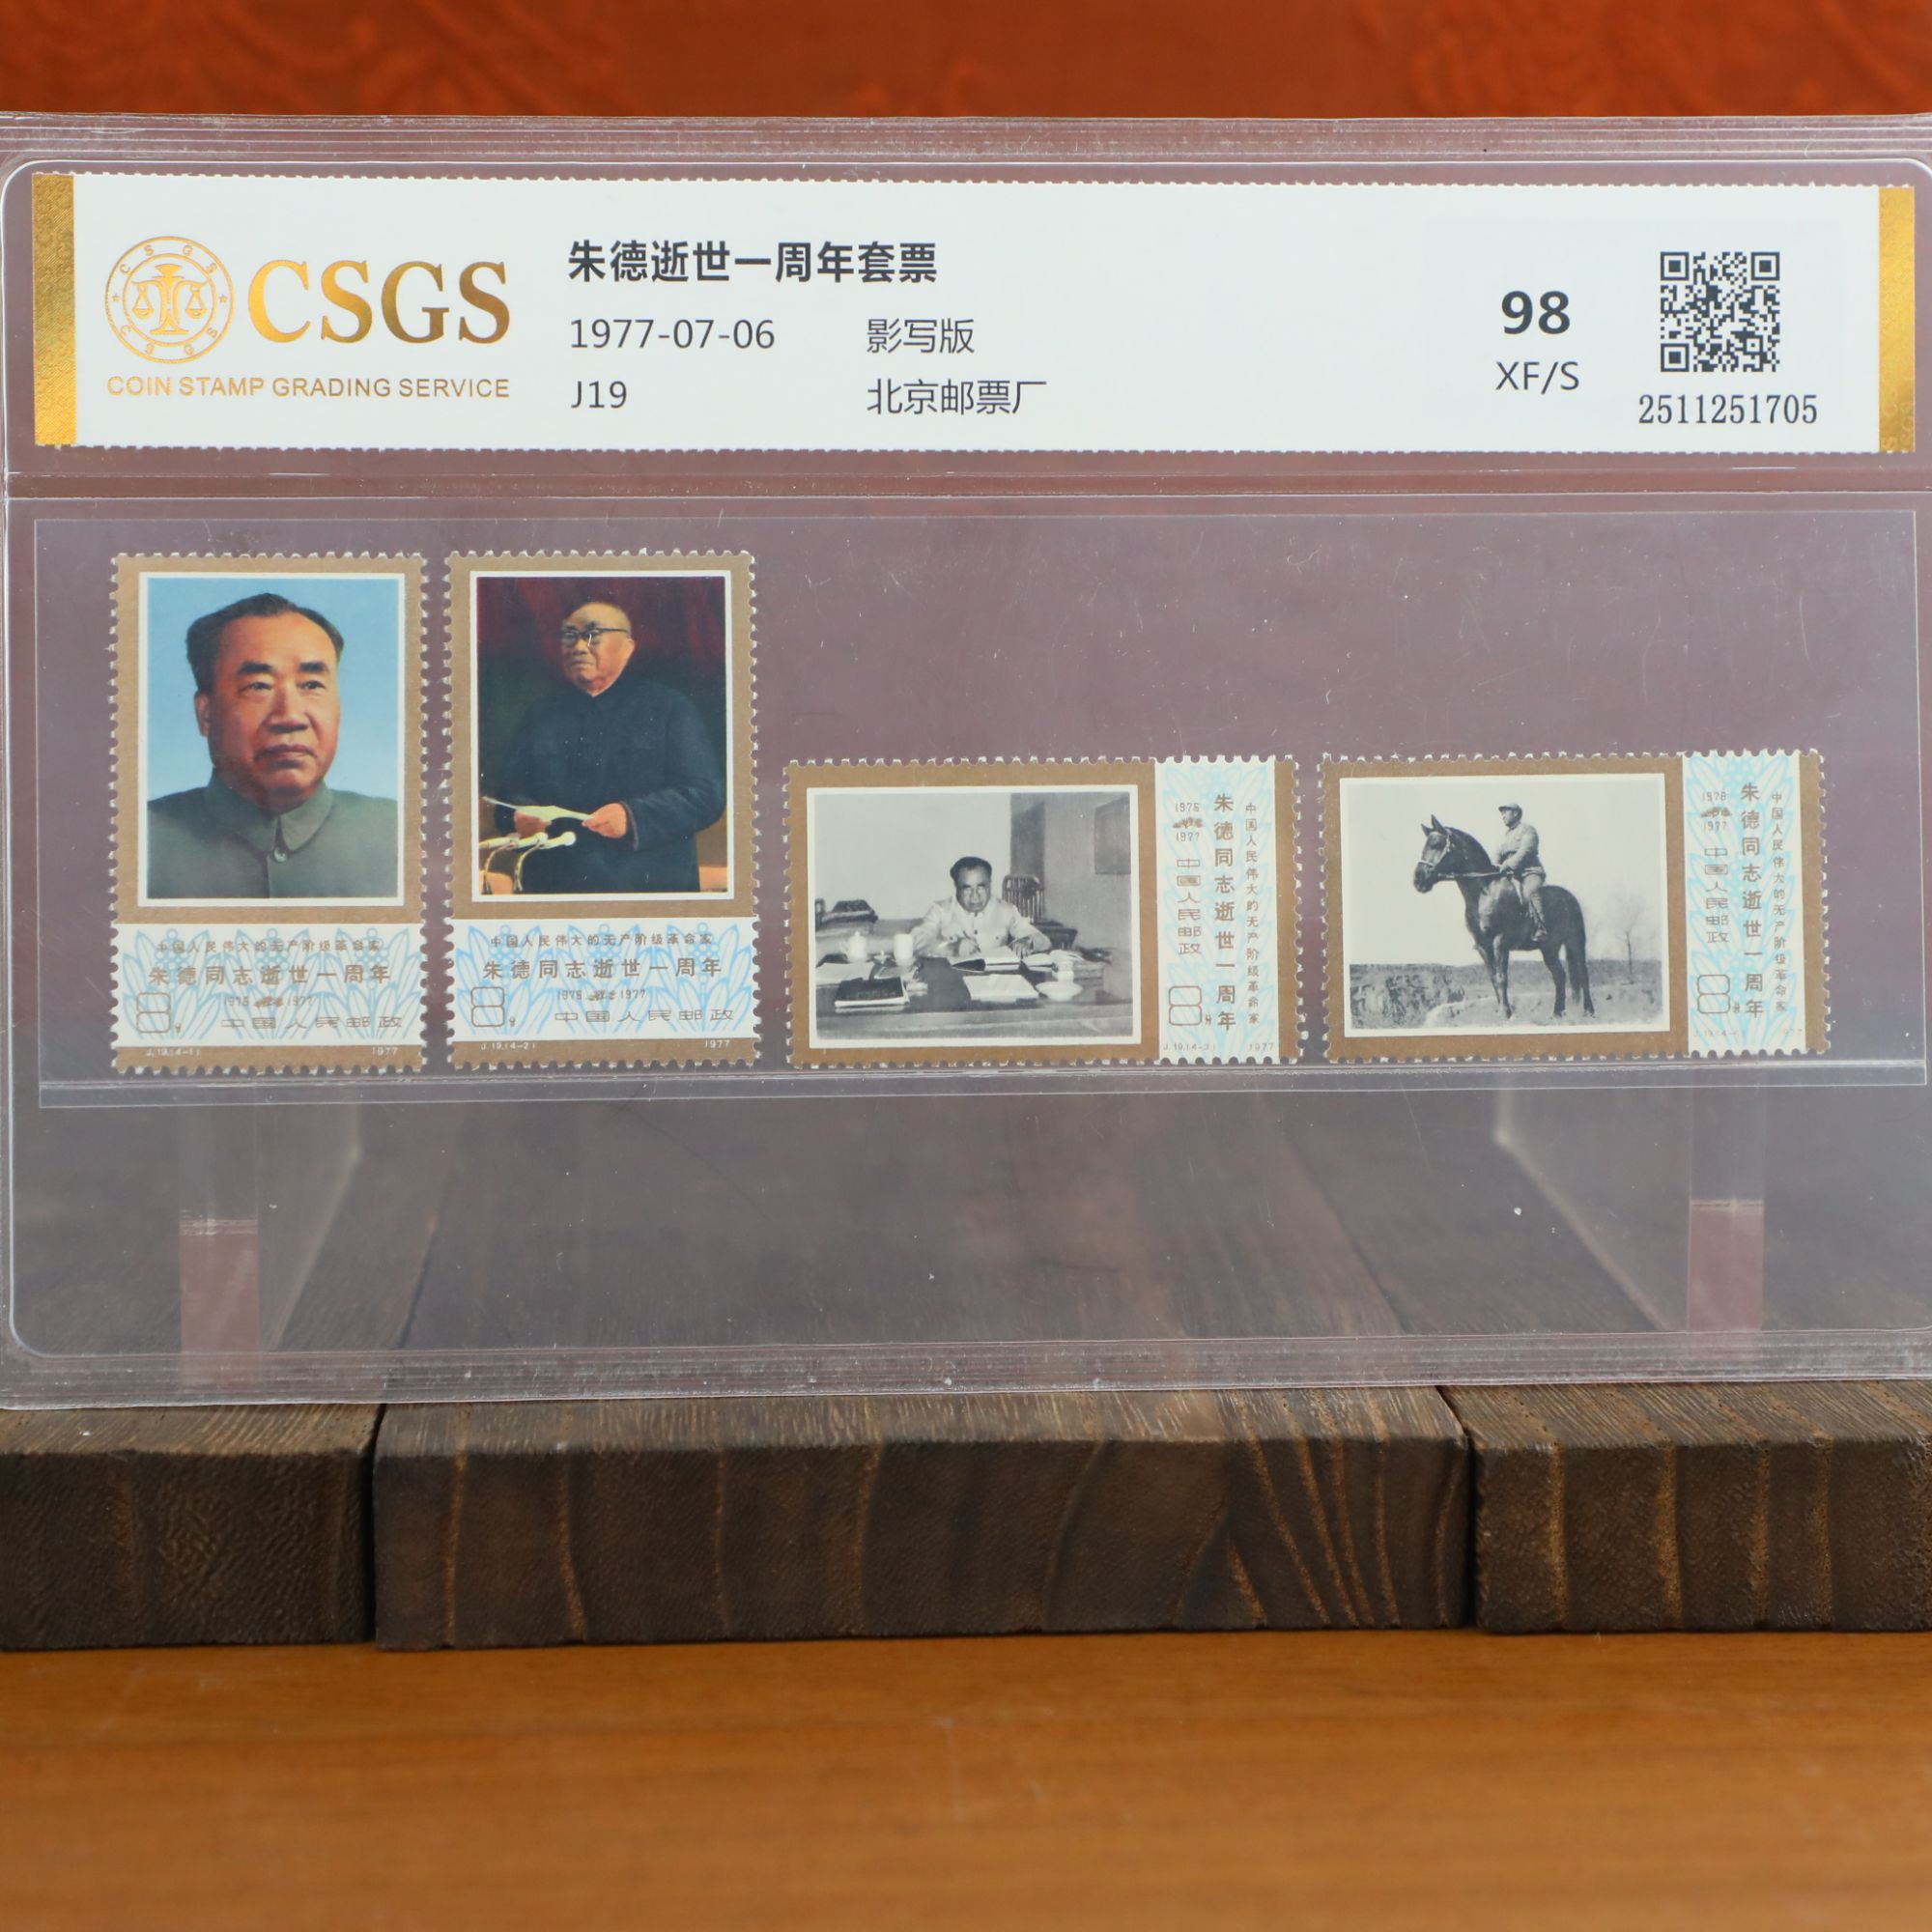 CSGS
COIN STAMP GRADING SERVICE
朱德逝世一周年套票
1977-07-06 影写版
J19 北京邮票厂
98
XF/S
2511251705
中国人民伟大的无产阶级革命家
朱德同志逝世一周年
1976 1977
8分 中国人民邮政
J.19.(4-1) 1977
中国人民伟大的无产阶级革命家
朱德同志逝世一周年
1976 1977
8分 中国人民邮政
J.19.(4-2) 1977
中国人民伟大的无产阶级革命家
朱德同志逝世一周年
1976
1977
中国人民邮政
8分
J.19.(4-3) 1977
中国人民伟大的无产阶级革命家
朱德同志逝世一周年
1976
1977
中国人民邮政
8分